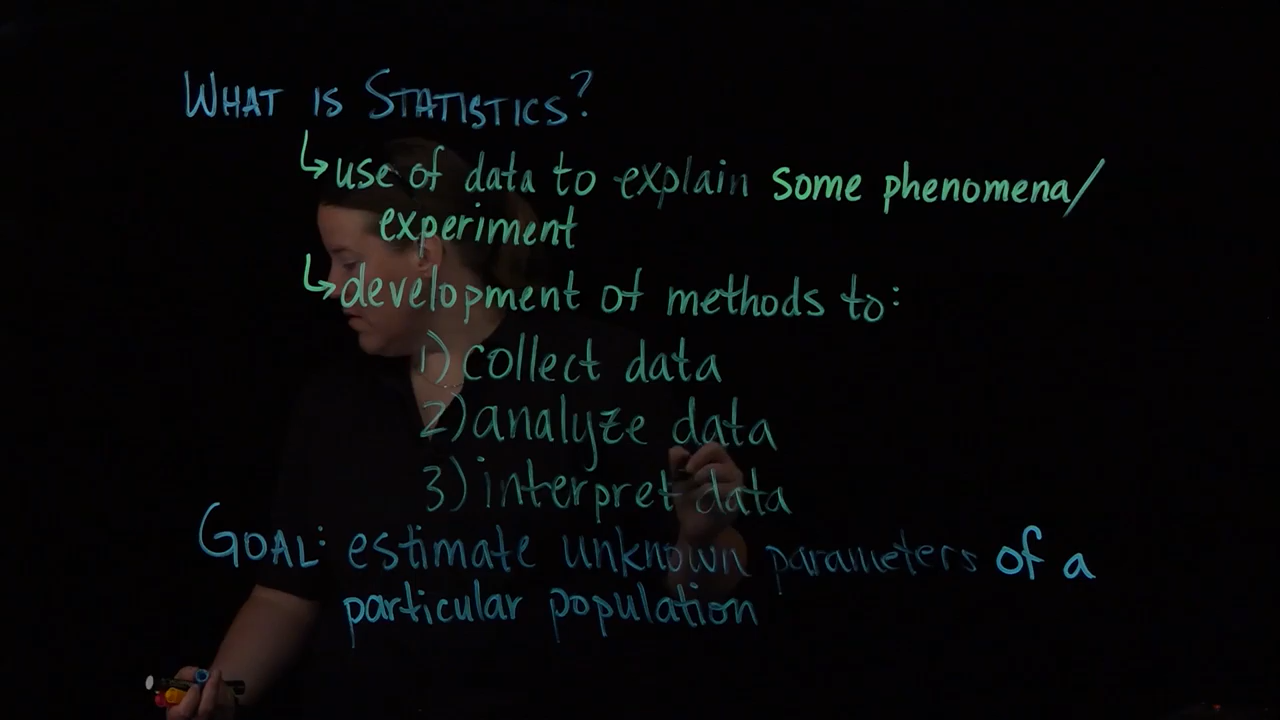 WHAT IS STATISTICS?
↳ use of data to explain some phenomena/
experiment
↳ development of methods to:
1) collect data
2) analyze data
3) interpret data
GOAL: estimate unknown parameters of a
particular population